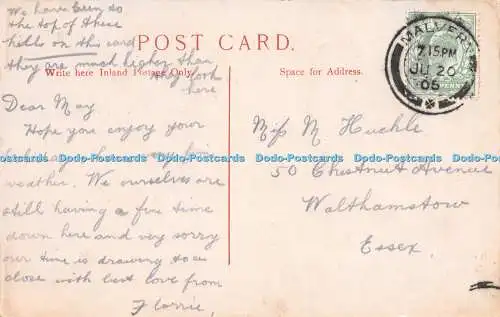 We have been to
the top of these
hills on this card
they are much higher than
they look
here
POST CARD.
Write here Inland Postage Only.
Space for Address.
MALVERN
7 15 PM
JU 20
05
Dear May
Hope you enjoy your
weather. We ourselves are
still having a fine time
down here and very sorry
our time is drawing to a
close with best love from
Florrie.
Miss M Huckle
50 Chestnut Avenue
Walthamstow
Essex.
Dodo-Postcards Dodo-Postcards Dodo-Postcards Dodo-Postcards Dodo-Postcards Dodo-Postcards